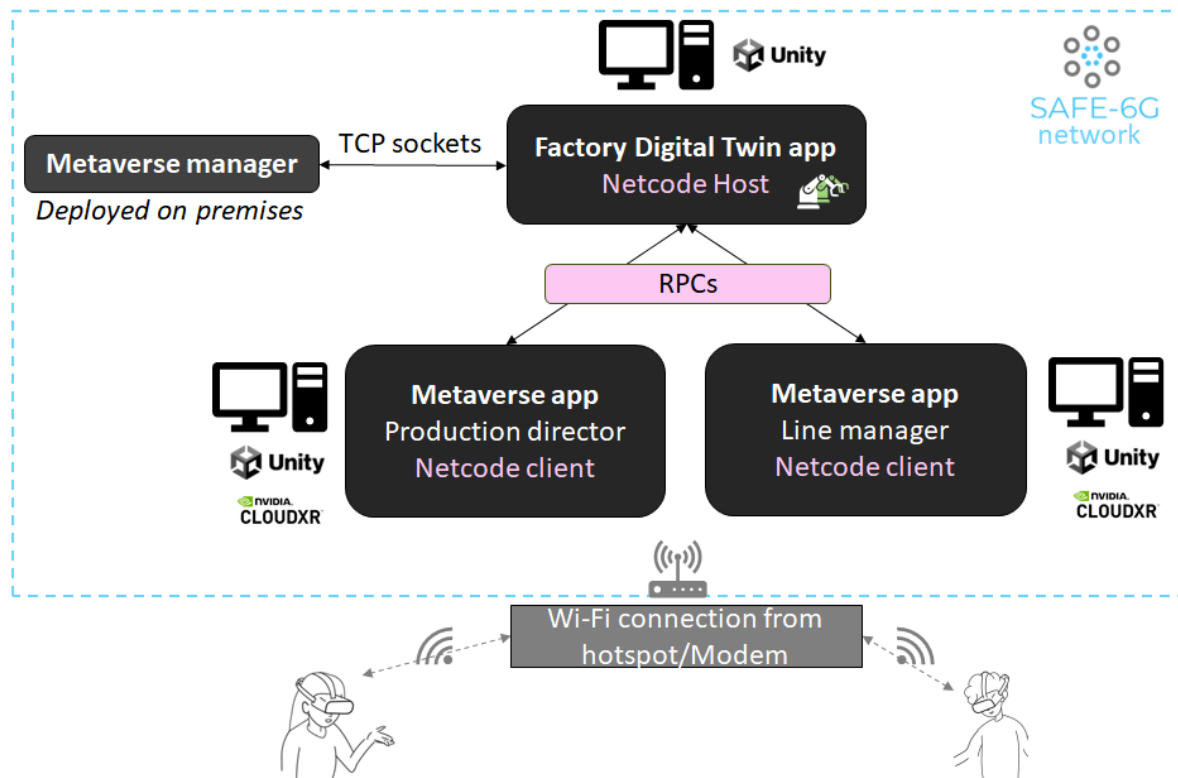 Unity
SAFE-6G
network
TCP sockets
Metaverse manager
Deployed on premises
Factory Digital Twin app
Netcode Host
RPCs
Metaverse app
Production director
Netcode client
Unity
NVIDIA.
CLOUDXR
Metaverse app
Line manager
Netcode client
Unity
NVIDIA.
CLOUDXR
Wi-Fi connection from
hotspot/Modem